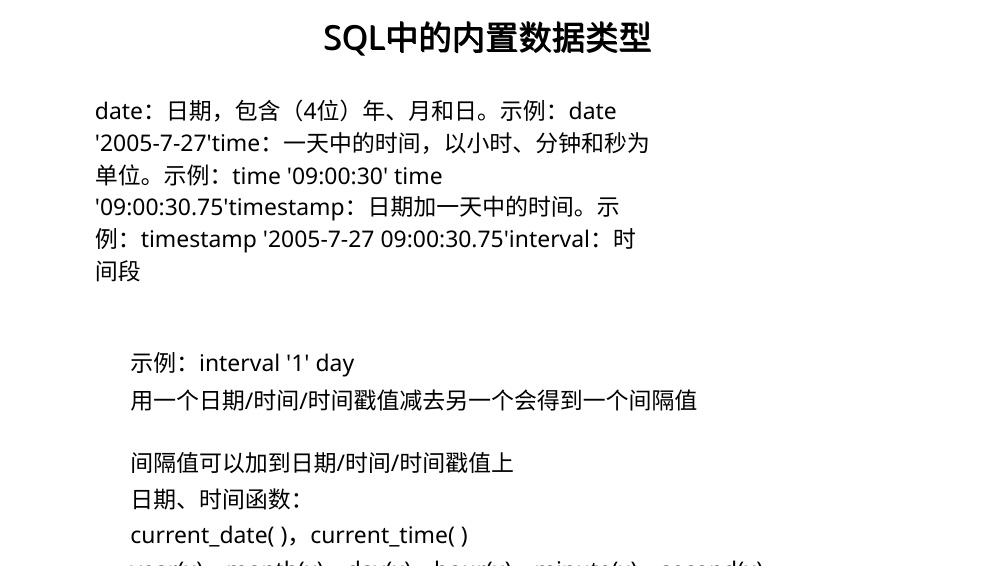 SQL中的内置数据类型
date：日期，包含（4位）年、月和日。示例：date
'2005-7-27'time：一天中的时间，以小时、分钟和秒为
单位。示例：time '09:00:30' time
'09:00:30.75'timestamp：日期加一天中的时间。示
例：timestamp '2005-7-27 09:00:30.75'interval：时
间段
示例：interval '1' day
用一个日期/时间/时间戳值减去另一个会得到一个间隔值
间隔值可以加到日期/时间/时间戳值上
日期、时间函数：
current_date( )，current_time( )